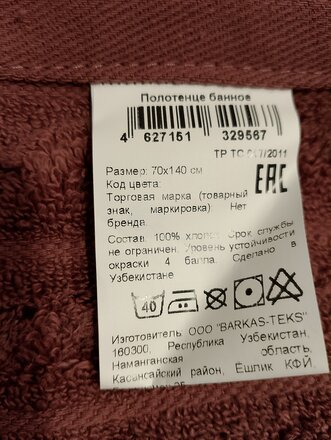 Полотенце банное
4 627151 329567
ТР ТС 017/2011
Размер: 70х140 см
Код цвета:
Торговая марка (товарный
знак, маркировка): Нет
бренда.
EAC
Состав: 100% хлопок. Срок службы
не ограничен. Уровень устойчивости
окраски 4 балла. Сделано в
Узбекистане
40
Изготовитель: ООО "BARKAS-TEKS"
160300, Республика Узбекистан,
Наманганская область,
Касансайский район, Ёшлик КФЙ,